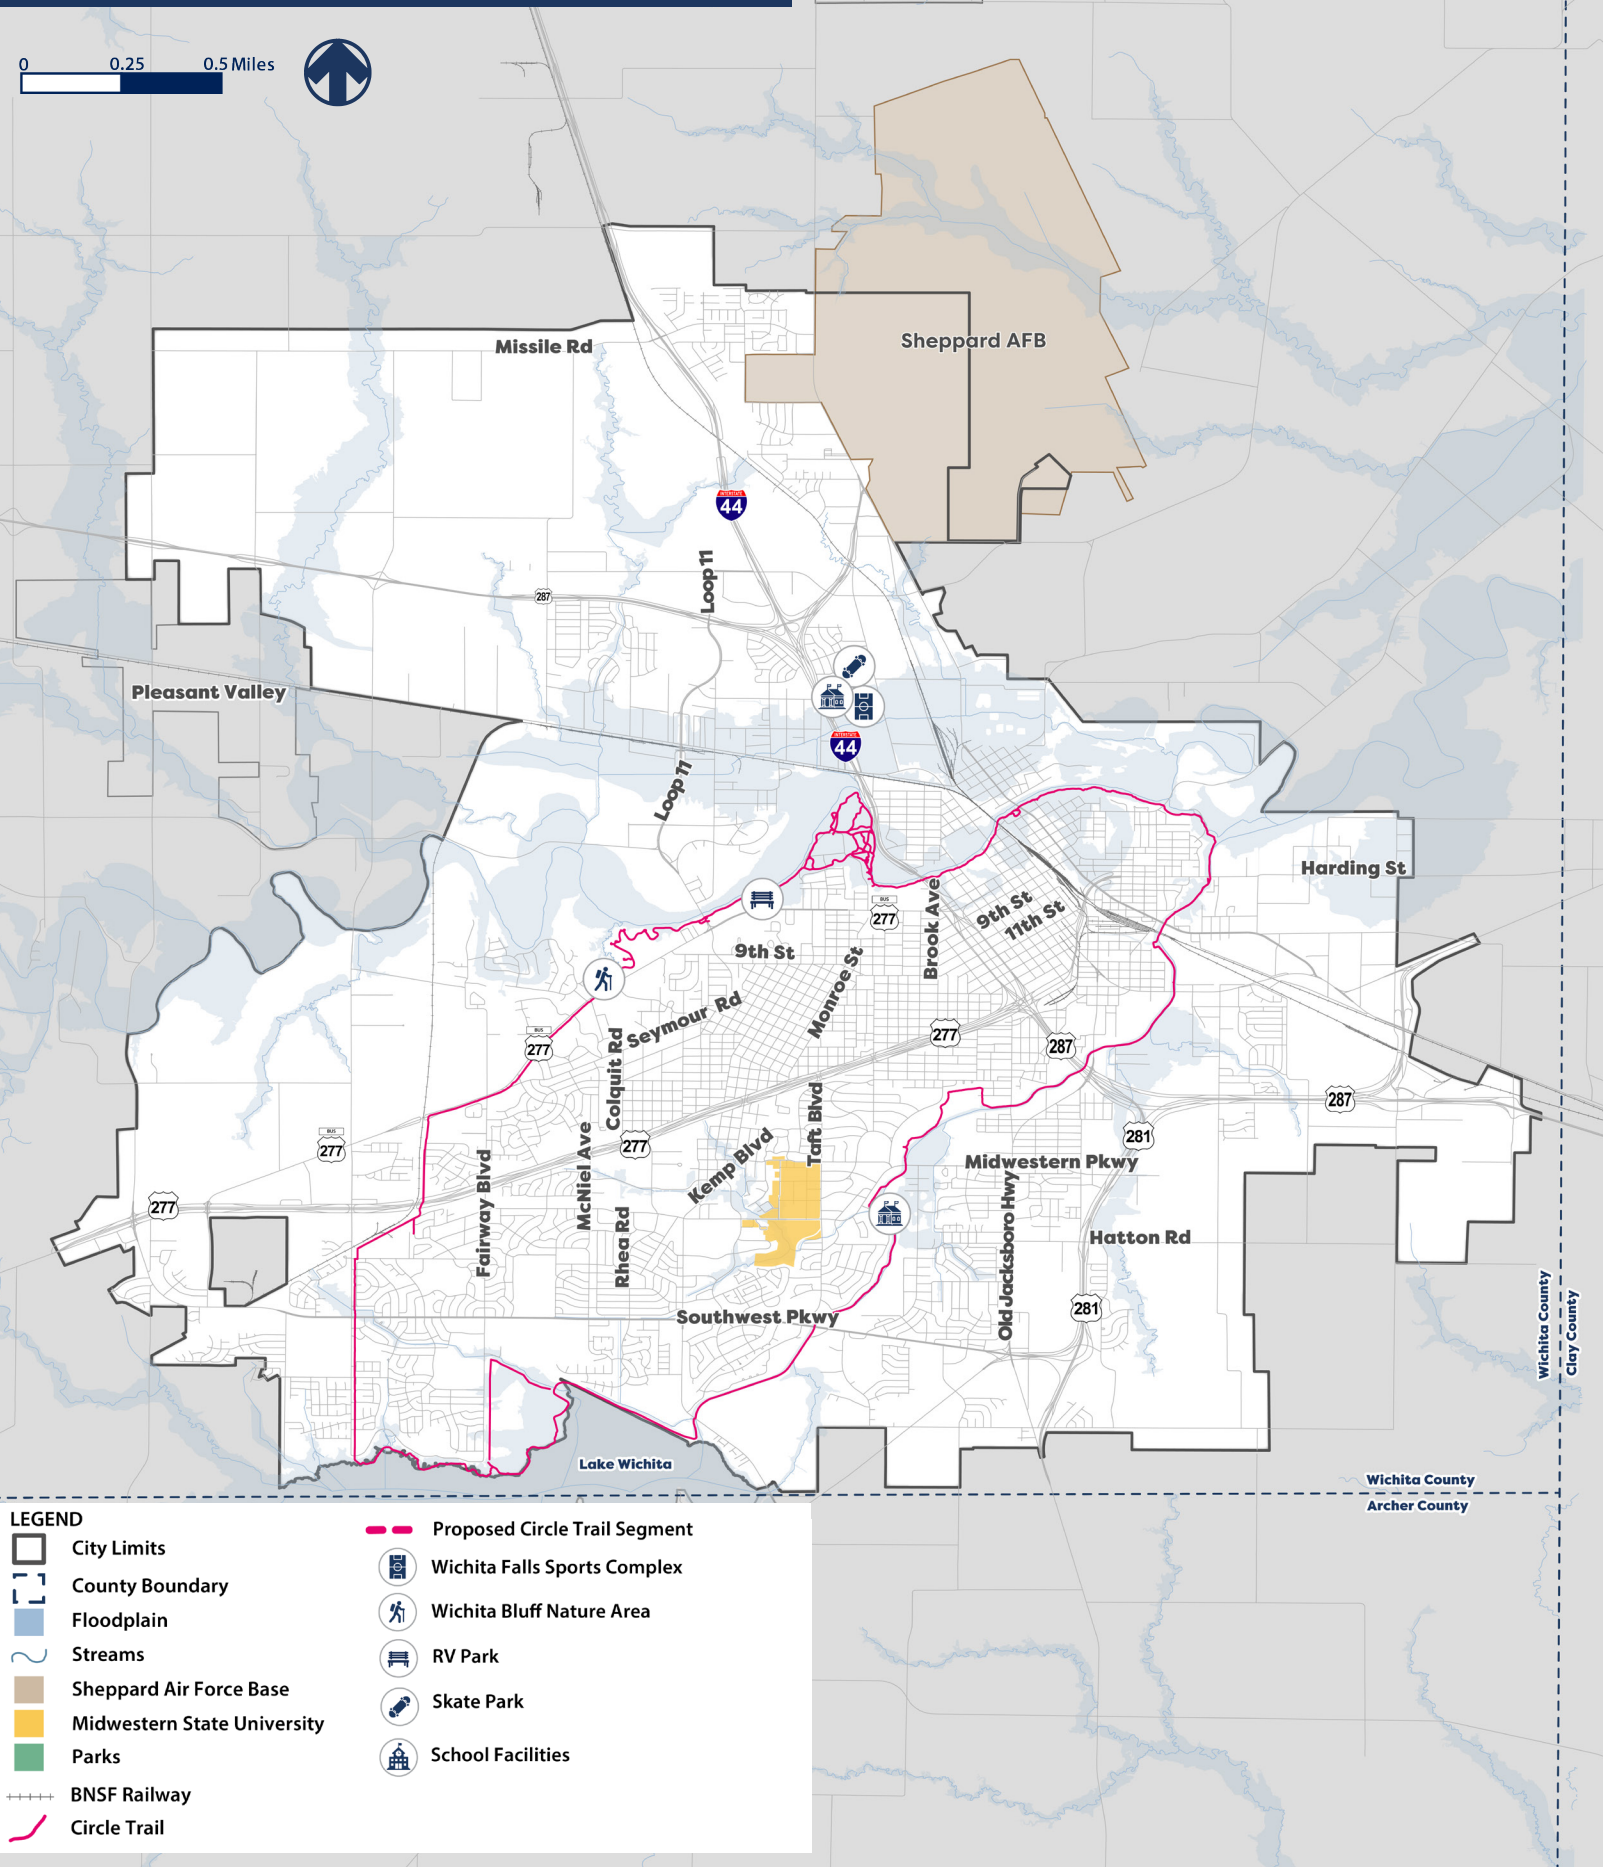 0 0.25 0.5 Miles
Sheppard AFB
Missile Rd
INTERSTATE
44
Loop 11
287
Pleasant Valley
INTERSTATE
44
Loop 11
Harding St
BUS
277
Brook Ave
9th St
11th St
9th St
Monroe St
Seymour Rd
277
BUS
277
Colquit Rd
287
287
Taft Blvd
281
BUS
277
277
Kemp Blvd
Midwestern Pkwy
McNiel Ave
Fairway Blvd
277
Rhea Rd
Old Jacksboro Hwy
Hatton Rd
281
Southwest Pkwy
Wichita County
Clay County
Lake Wichita
Wichita County
Archer County
LEGEND
City Limits
County Boundary
Floodplain
Streams
Sheppard Air Force Base
Midwestern State University
Parks
BNSF Railway
Circle Trail
Proposed Circle Trail Segment
Wichita Falls Sports Complex
Wichita Bluff Nature Area
RV Park
Skate Park
School Facilities